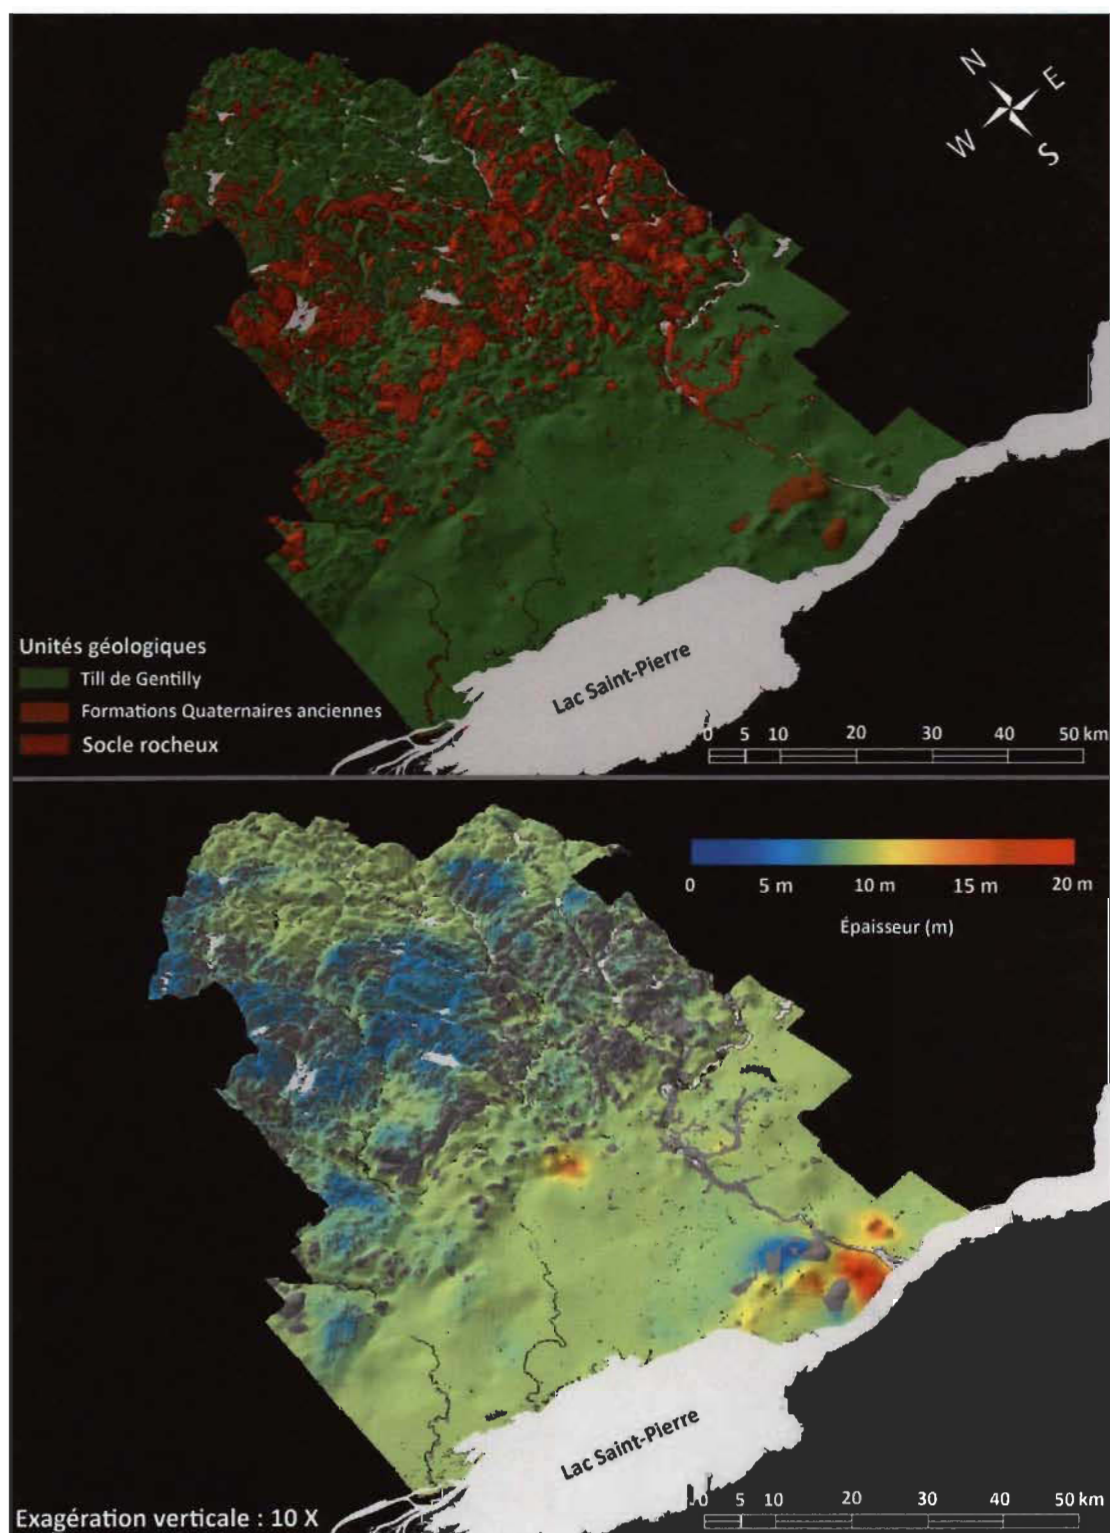 N
E
W
S
Unités géologiques
Till de Gentilly
Formations Quaternaires anciennes
Socle rocheux
Lac Saint-Pierre
0 5 10 20 30 40 50 km
0 5 m 10 m 15 m 20 m
Épaisseur (m)
Lac Saint-Pierre
Exagération verticale : 10 X
0 5 10 20 30 40 50 km